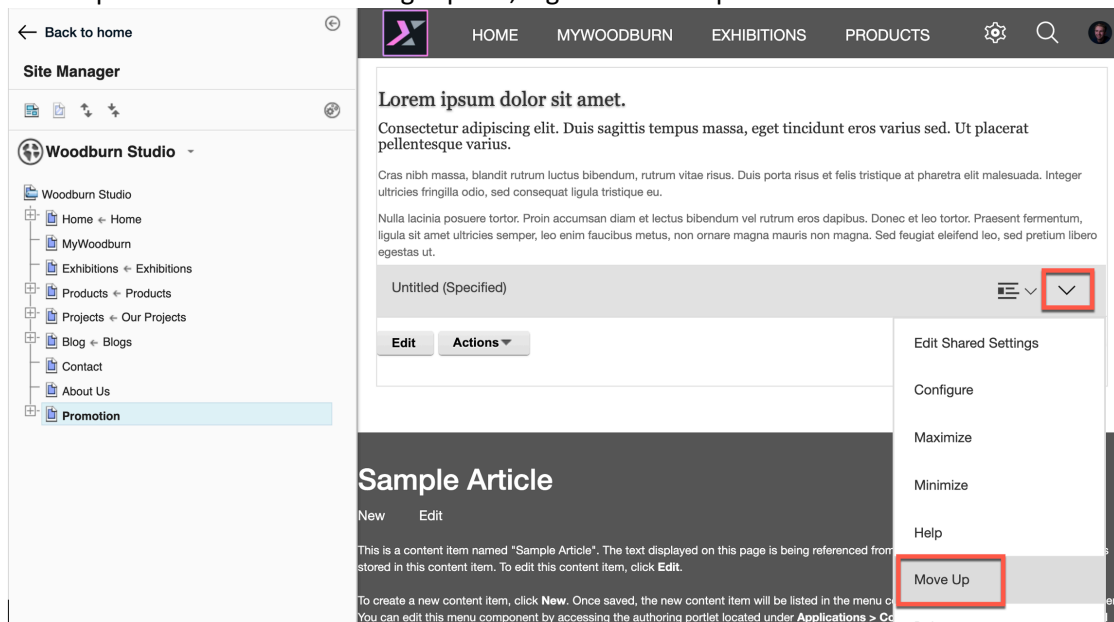 Back to home
Site Manager
Woodburn Studio
Woodburn Studio
Home ← Home
MyWoodburn
Exhibitions ← Exhibitions
Products ← Products
Projects ← Our Projects
Blog ← Blogs
Contact
About Us
Promotion
HOME MYWOODBURN EXHIBITIONS PRODUCTS
Lorem ipsum dolor sit amet.
Consectetur adipiscing elit. Duis sagittis tempus massa, eget tincidunt eros varius sed. Ut placerat
pellentesque varius.
Cras nibh massa, blandit rutrum luctus bibendum, rutrum vitae risus. Duis porta risus et felis tristique at pharetra elit malesuada. Integer
ultricies fringilla odio, sed consequat ligula tristique eu.
Nulla lacinia posuere tortor. Proin accumsan diam et lectus bibendum vel rutrum eros dapibus. Donec et leo tortor. Praesent fermentum,
ligula sit amet ultricies semper, leo enim faucibus metus, non ornare magna mauris non magna. Sed feugiat eleifend leo, sed pretium libero
egestas ut.
Untitled (Specified)
Edit Actions
Edit Shared Settings
Configure
Maximize
Minimize
Help
Move Up
Sample Article
New Edit
This is a content item named "Sample Article". The text displayed on this page is being referenced from
stored in this content item. To edit this content item, click Edit.
To create a new content item, click New. Once saved, the new content item will be listed in the menu
You can edit this menu component by accessing the authoring portlet located under Applications >